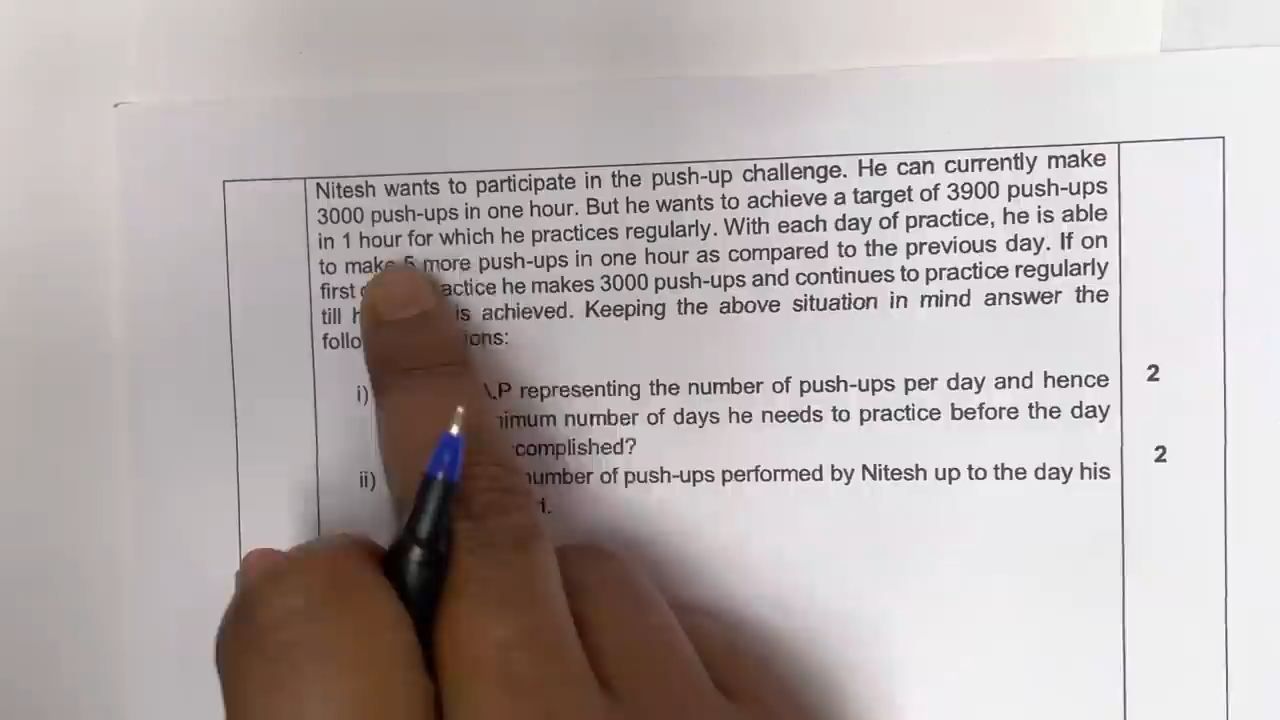 Nitesh wants to participate in the push-up challenge. He can currently make
3000 push-ups in one hour. But he wants to achieve a target of 3900 push-ups
in 1 hour for which he practices regularly. With each day of practice, he is able
to make 5 more push-ups in one hour as compared to the previous day. If on
first actice he makes 3000 push-ups and continues to practice regularly
till is achieved. Keeping the above situation in mind answer the
follo ions:
i) AP representing the number of push-ups per day and hence 2
nimum number of days he needs to practice before the day
complished?
ii) number of push-ups performed by Nitesh up to the day his 2